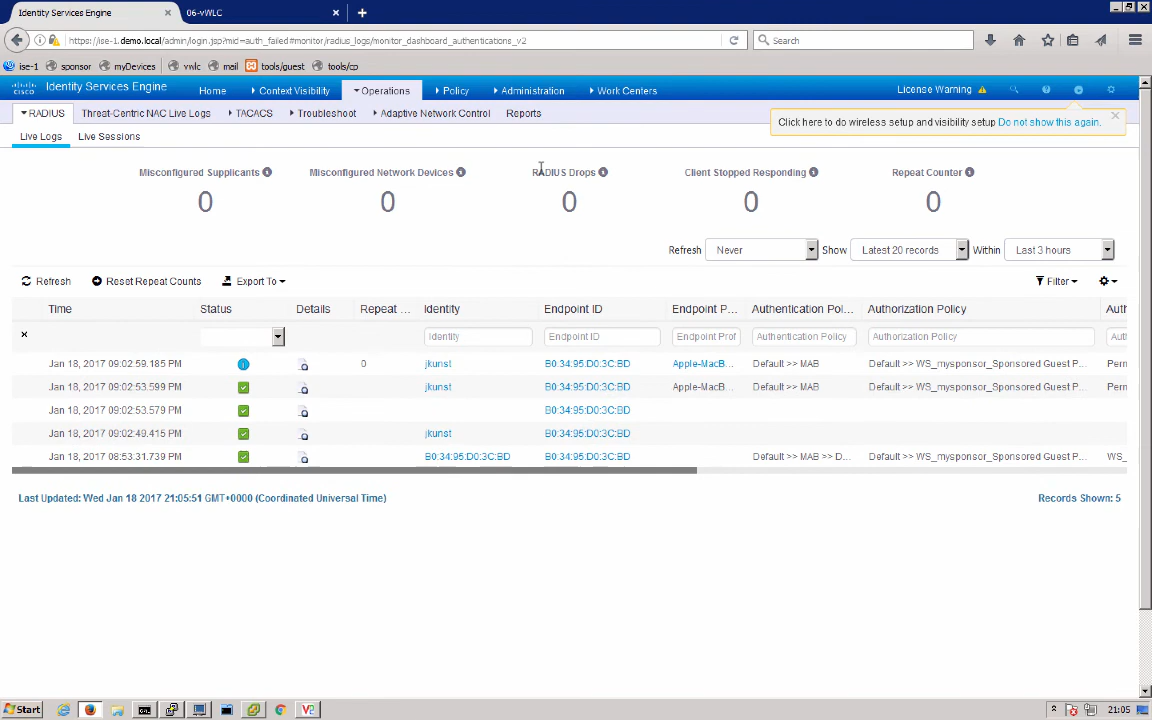 Identity Services Engine
06-vWLC
https://ise-1.demo.local/admin/login.jsp?mid=auth_failed#monitor/radius_logs/monitor_dashboard_authentications_v2
Search
ise-1 sponsor myDevices vwlc mail tools/guest tools/cp
CISCO Identity Services Engine Home Context Visibility Operations Policy Administration Work Centers License Warning
RADIUS Threat-Centric NAC Live Logs TACACS Troubleshoot Adaptive Network Control Reports
Click here to do wireless setup and visibility setup Do not show this again.
Live Logs Live Sessions
Misconfigured Supplicants Misconfigured Network Devices RADIUS Drops Client Stopped Responding Repeat Counter
0 0 0 0 0
Refresh Never Show Latest 20 records Within Last 3 hours
Refresh Reset Repeat Counts Export To Filter
Time Status Details Repeat ... Identity Endpoint ID Endpoint P... Authentication Pol... Authorization Policy Auth
Identity Endpoint ID Endpoint Prof Authentication Policy Authorization Policy
Jan 18, 2017 09:02:59.185 PM 0 jkunst B0:34:95:D0:3C:BD Apple-MacB... Default >> MAB Default >> WS_mysponsor_Sponsored Guest P... Perm
Jan 18, 2017 09:02:53.599 PM jkunst B0:34:95:D0:3C:BD Apple-MacB... Default >> MAB Default >> WS_mysponsor_Sponsored Guest P... Perm
Jan 18, 2017 09:02:53.579 PM B0:34:95:D0:3C:BD
Jan 18, 2017 09:02:49.415 PM jkunst B0:34:95:D0:3C:BD
Jan 18, 2017 08:53:31.739 PM B0:34:95:D0:3C:BD B0:34:95:D0:3C:BD Default >> MAB >> D... Default >> WS_mysponsor_Sponsored Guest P... WS_
Last Updated: Wed Jan 18 2017 21:05:51 GMT+0000 (Coordinated Universal Time) Records Shown: 5
Start V2 21:05